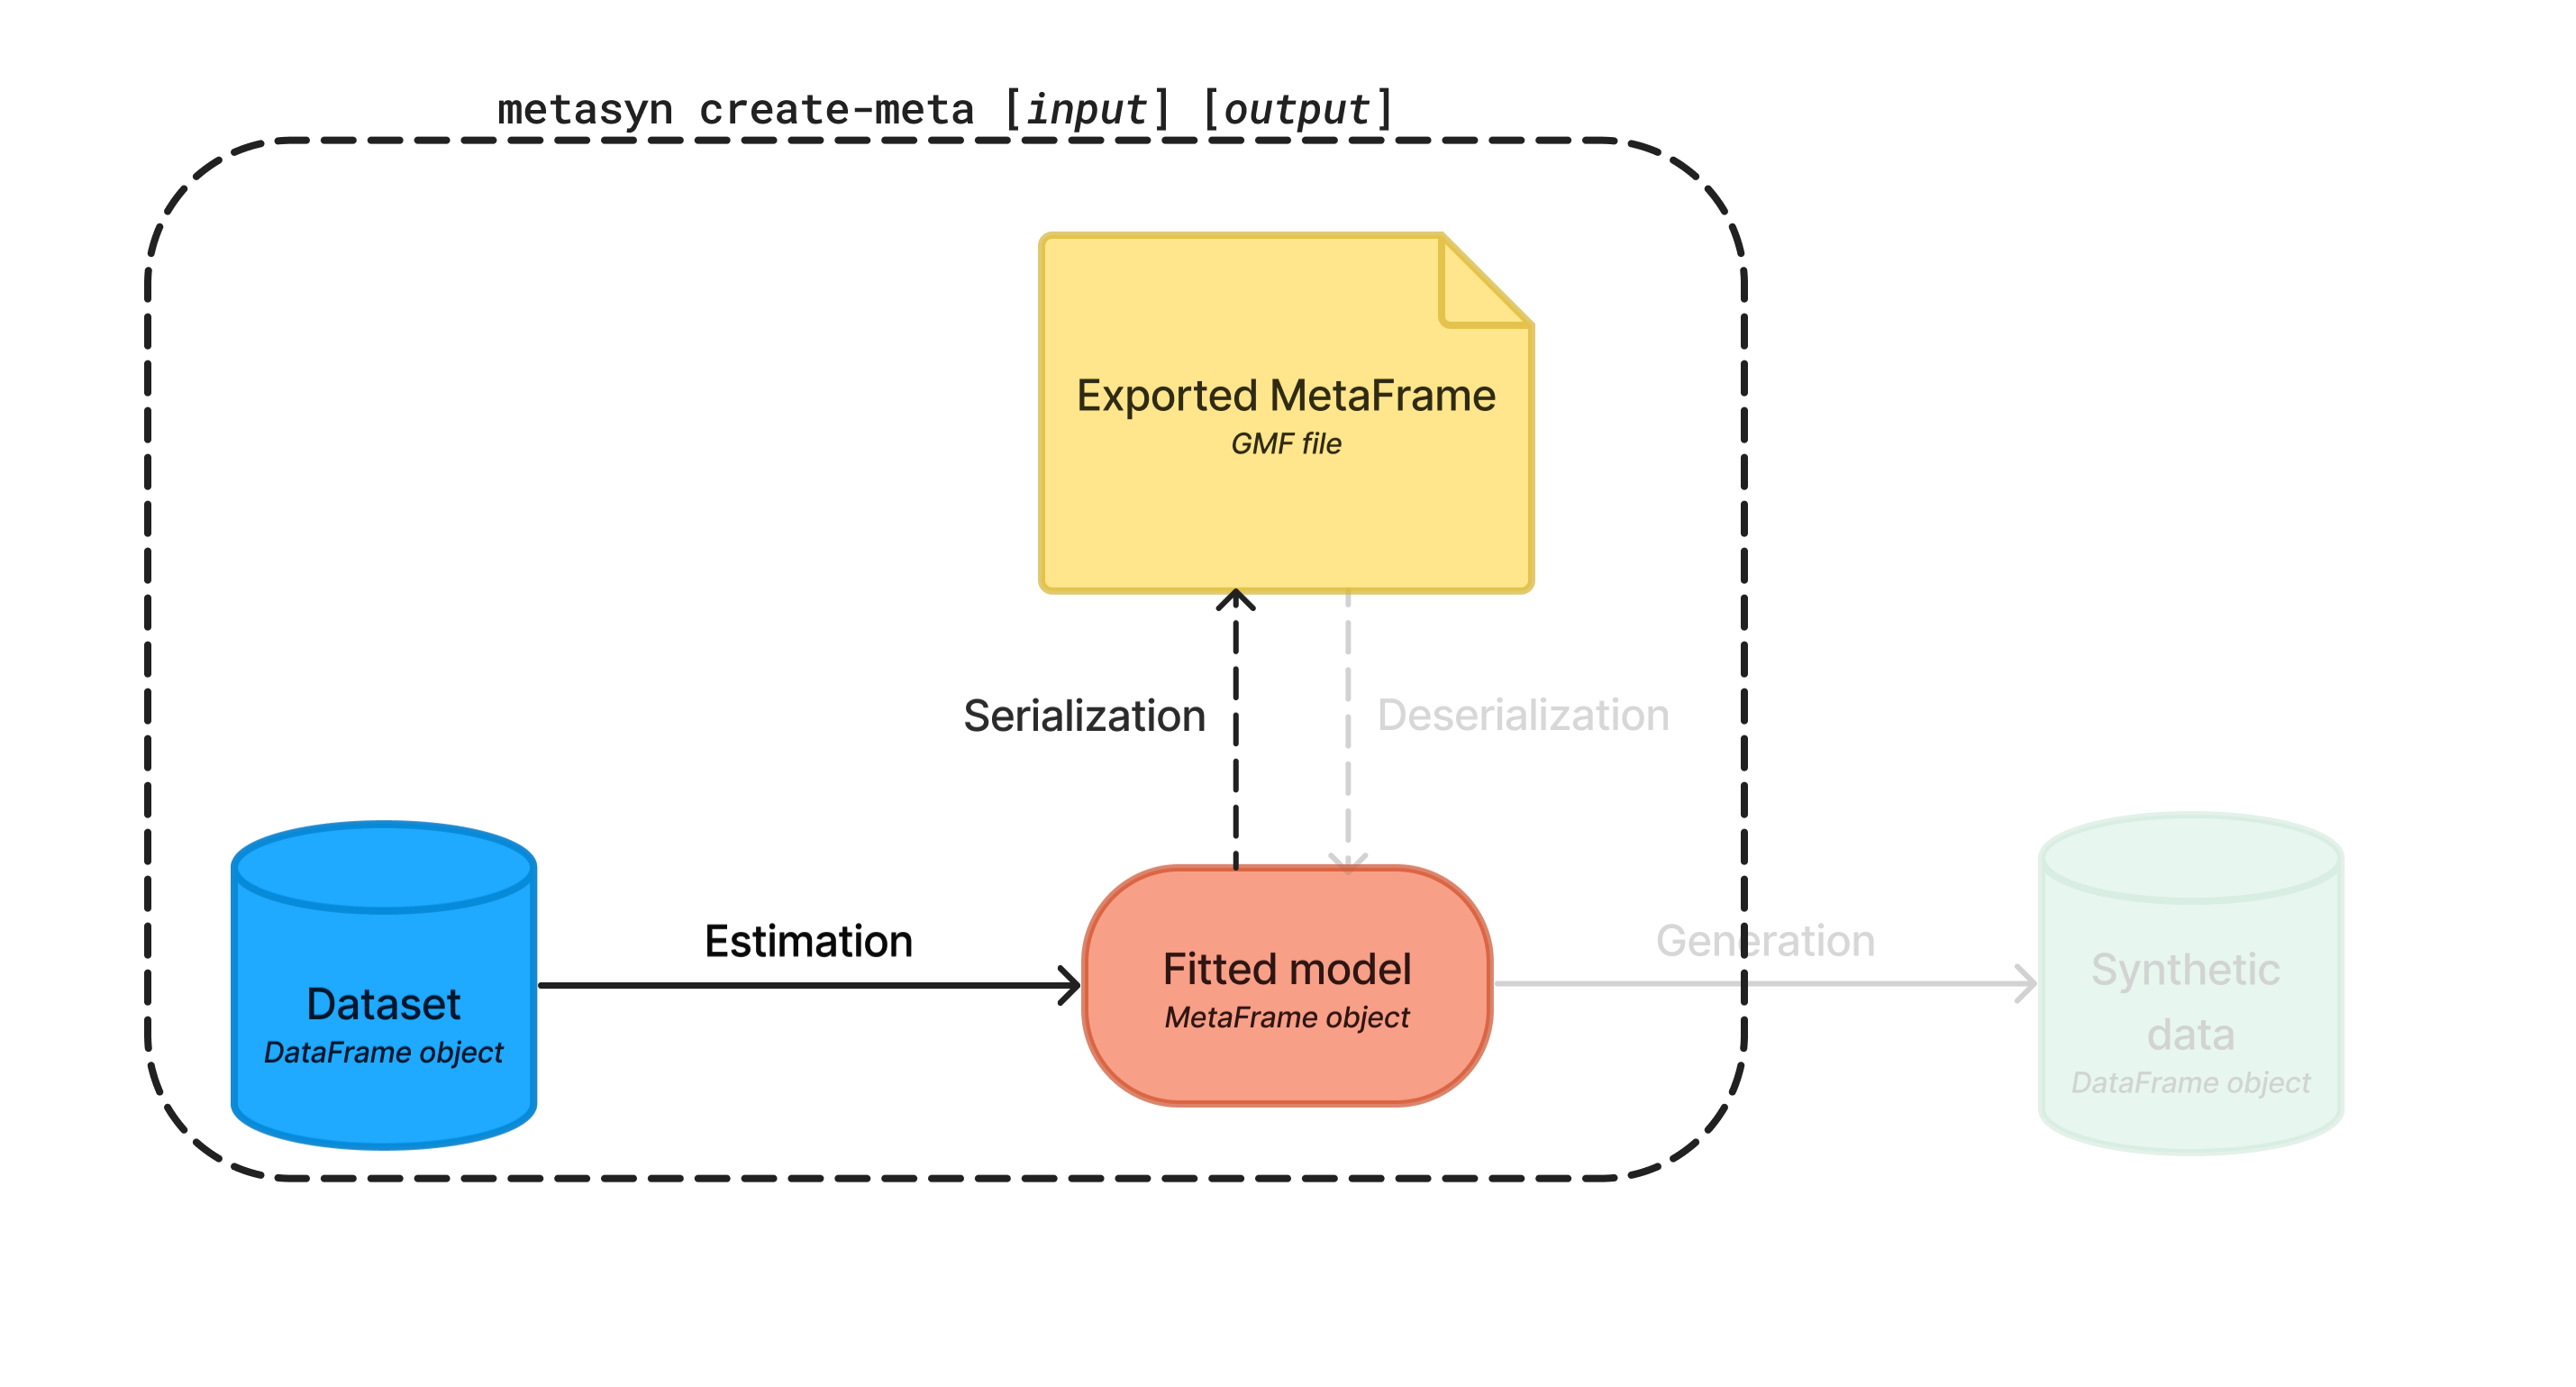 metasyn create-meta [input] [output]
Exported MetaFrame
GMF file
Serialization
Deserialization
Estimation
Generation
Dataset
DataFrame object
Fitted model
MetaFrame object
Synthetic
data
DataFrame object